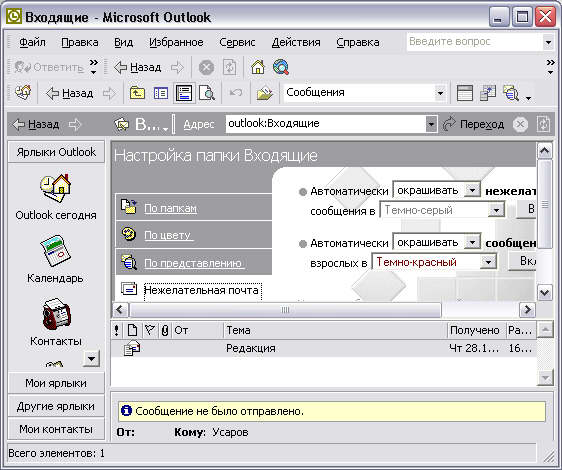 Входящие - Microsoft Outlook
Файл Правка Вид Избранное Сервис Действия Справка Введите вопрос
Ответить Назад
Назад Сообщения
Назад В... Адрес outlook:Входящие Переход
Ярлыки Outlook
Outlook сегодня
Календарь
Контакты
Мои ярлыки
Другие ярлыки
Мои контакты
Настройка папки Входящие
По папкам
По цвету
По представлению
Нежелательная почта
Автоматически окрашивать нежелат
сообщения в Темно-серый В
Автоматически окрашивать сообщен
взрослых в Темно-красный Вкл
! От Тема Получено Ра...
Редакция Чт 28.1... 16...
Сообщение не было отправлено.
От: Кому: Усаров
Всего элементов: 1